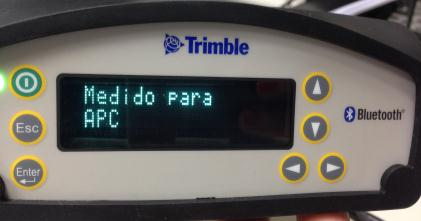 Trimble
Medido para
APC
Esc
Enter
Bluetooth®